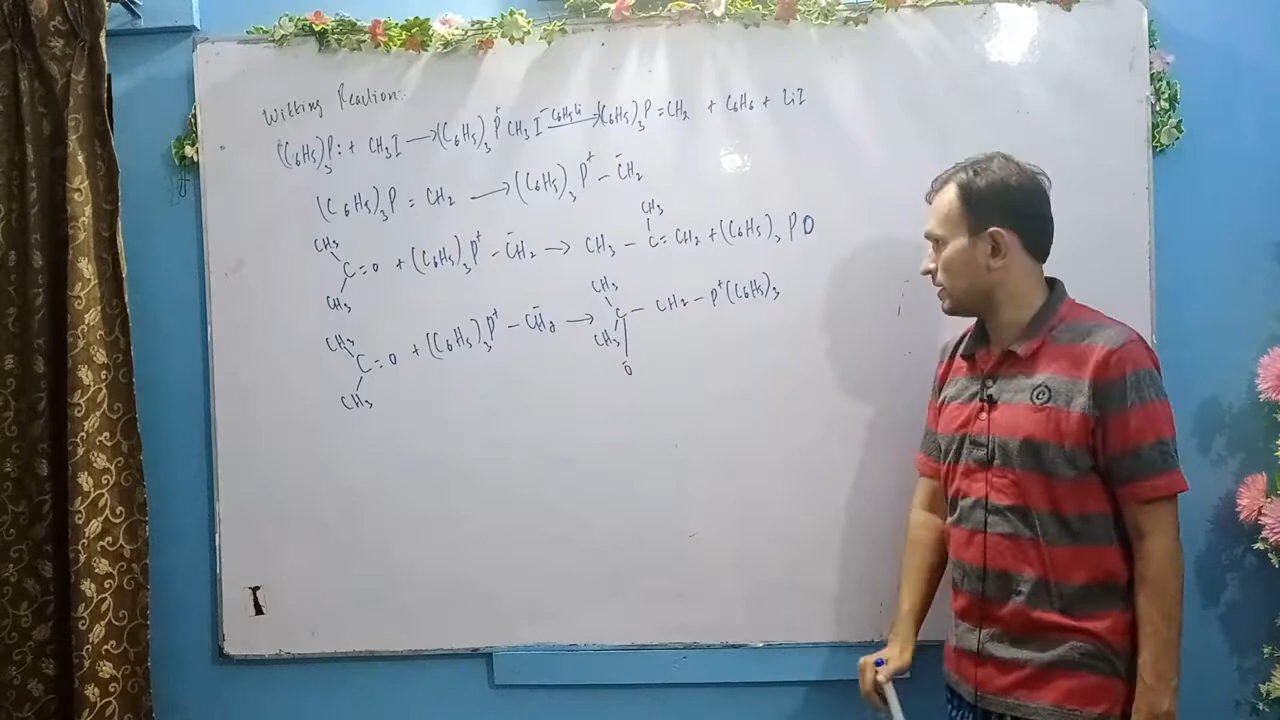 Witting Reaction:
(C6H5)3P: + CH3I → (C6H5)3P+ CH3I- C6H5Li → (C6H5)3P = CH2 + C6H6 + LiI
(C6H5)3P = CH2 → (C6H5)3P+ - C̄H2
CH3
CH3
C=O + (C6H5)3P+ - C̄H2 → CH3 - C=CH2 + (C6H5)3PO
CH3
CH3
CH3
C=O + (C6H5)3P+ - C̄H2 → C - CH2 - P+(C6H5)3
CH3
CH3
Ō